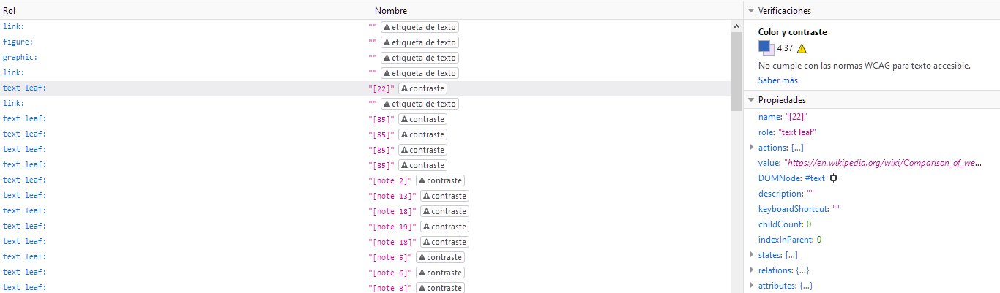 Rol Nombre
link: "" etiqueta de texto
figure: "" etiqueta de texto
graphic: "" etiqueta de texto
link: "" etiqueta de texto
text leaf: "[22]" contraste
link: "" etiqueta de texto
text leaf: "[85]" contraste
text leaf: "[85]" contraste
text leaf: "[85]" contraste
text leaf: "[85]" contraste
text leaf: "[note 2]" contraste
text leaf: "[note 13]" contraste
text leaf: "[note 18]" contraste
text leaf: "[note 19]" contraste
text leaf: "[note 18]" contraste
text leaf: "[note 5]" contraste
text leaf: "[note 6]" contraste
text leaf: "[note 8]" contraste
Verificaciones
Color y contraste
4.37
No cumple con las normas WCAG para texto accesible.
Saber más
Propiedades
name: "[22]"
role: "text leaf"
actions: […]
value: "https://en.wikipedia.org/wiki/Comparison_of_we…
DOMNode: #text
description: ""
keyboardShortcut: ""
childCount: 0
indexInParent: 0
states: […]
relations: {…}
attributes: {…}